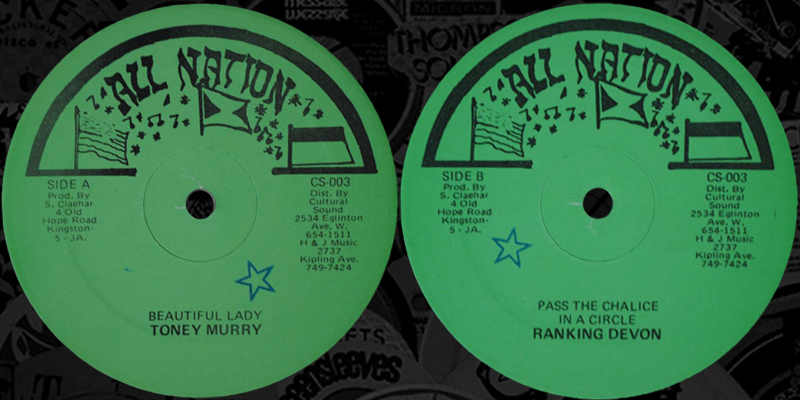 ALL NATION
SIDE A
Prod. By
S. Claehar
4 Old
Hope Road
Kingston-
5 - JA.
CS-003
Dist. By
Cultural
Sound
2534 Eglinton
Ave. W.
654-1511
H & J Music
2737
Kipling Ave.
749-7424
BEAUTIFUL LADY
TONEY MURRY
ALL NATION
SIDE B
Prod. By
S. Claehar
4 Old
Hope Road
Kingston-
5 - JA.
CS-003
Dist. By
Cultural
Sound
2534 Eglinton
Ave. W.
654-1511
H & J Music
2737
Kipling Ave.
749-7424
PASS THE CHALICE
IN A CIRCLE
RANKING DEVON